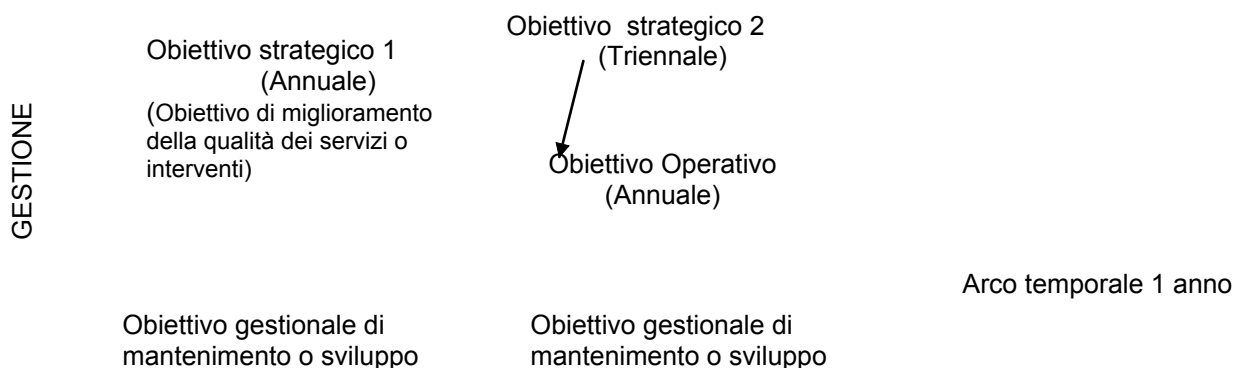 GESTIONE
Obiettivo strategico 1
(Annuale)
(Obiettivo di miglioramento
della qualità dei servizi o
interventi)
Obiettivo  strategico 2
(Triennale)
Obiettivo Operativo
(Annuale)
Arco temporale 1 anno
Obiettivo gestionale di
mantenimento o sviluppo
Obiettivo gestionale di
mantenimento o sviluppo